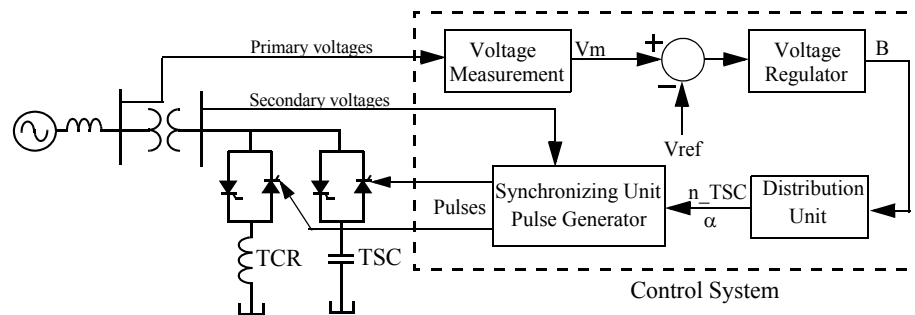 Primary voltages
Voltage
Measurement
Vm
+
−
Vref
Voltage
Regulator
B
Secondary voltages
Synchronizing Unit
Pulse Generator
Pulses
n_TSC
α
Distribution
Unit
TCR
TSC
Control System